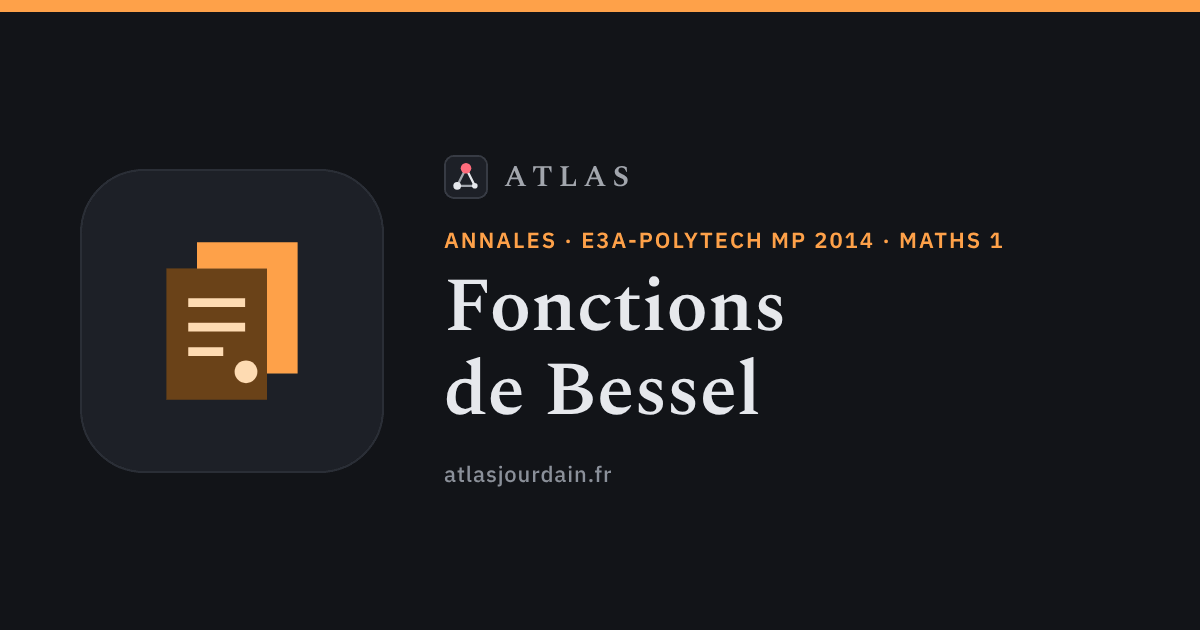 ATLAS
ANNALES · E3A-POLYTECH MP 2014 · MATHS 1
Fonctions
de Bessel
atlasjourdain.fr